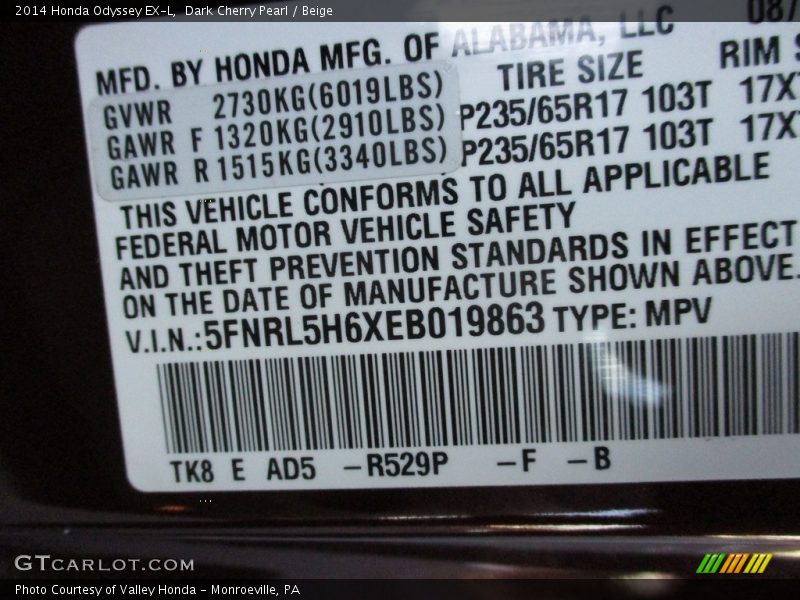 2014 Honda Odyssey EX-L, Dark Cherry Pearl / Beige
MFD. BY HONDA MFG. OF ALABAMA, LLC 08/
TIRE SIZE RIM
GVWR 2730KG(6019LBS)
GAWR F 1320KG(2910LBS) P235/65R17 103T 17X
GAWR R 1515KG(3340LBS) P235/65R17 103T 17X
THIS VEHICLE CONFORMS TO ALL APPLICABLE
FEDERAL MOTOR VEHICLE SAFETY
AND THEFT PREVENTION STANDARDS IN EFFECT
ON THE DATE OF MANUFACTURE SHOWN ABOVE.
V.I.N.:5FNRL5H6XEB019863 TYPE: MPV
TK8 E AD5 -R529P -F -B
GTCARLOT.COM
Photo Courtesy of Valley Honda - Monroeville, PA